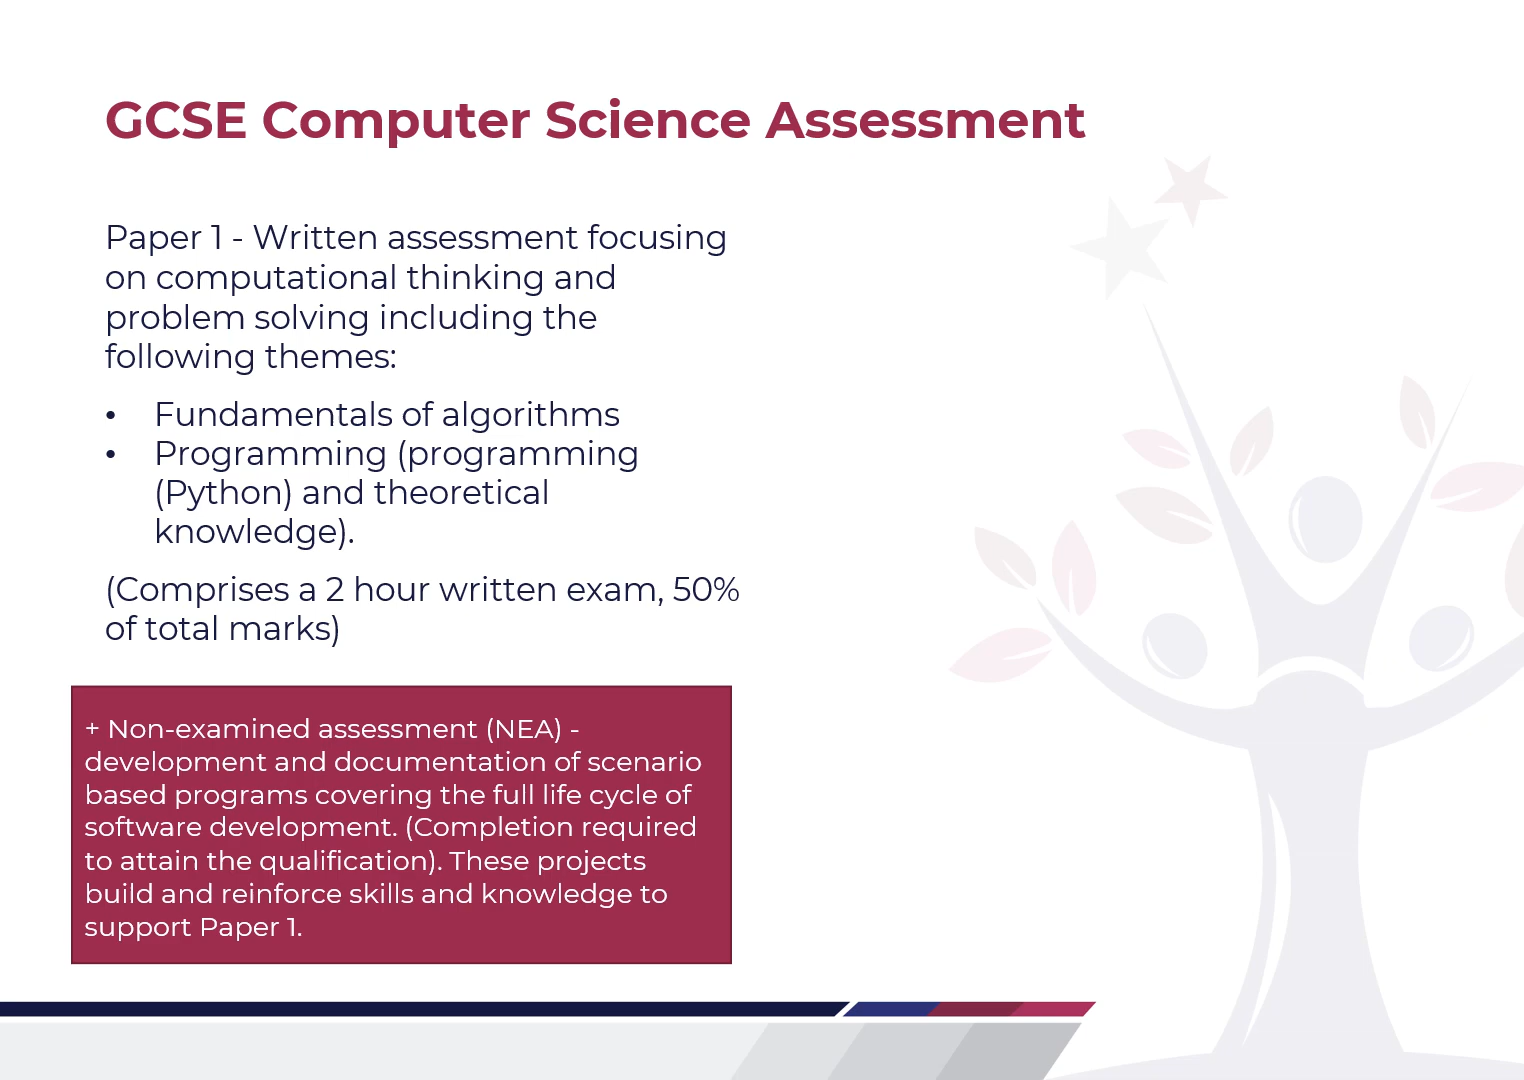 GCSE Computer Science Assessment
Paper 1 - Written assessment focusing
on computational thinking and
problem solving including the
following themes:
• Fundamentals of algorithms
• Programming (programming
(Python) and theoretical
knowledge).
(Comprises a 2 hour written exam, 50%
of total marks)
+ Non-examined assessment (NEA) -
development and documentation of scenario
based programs covering the full life cycle of
software development. (Completion required
to attain the qualification). These projects
build and reinforce skills and knowledge to
support Paper 1.